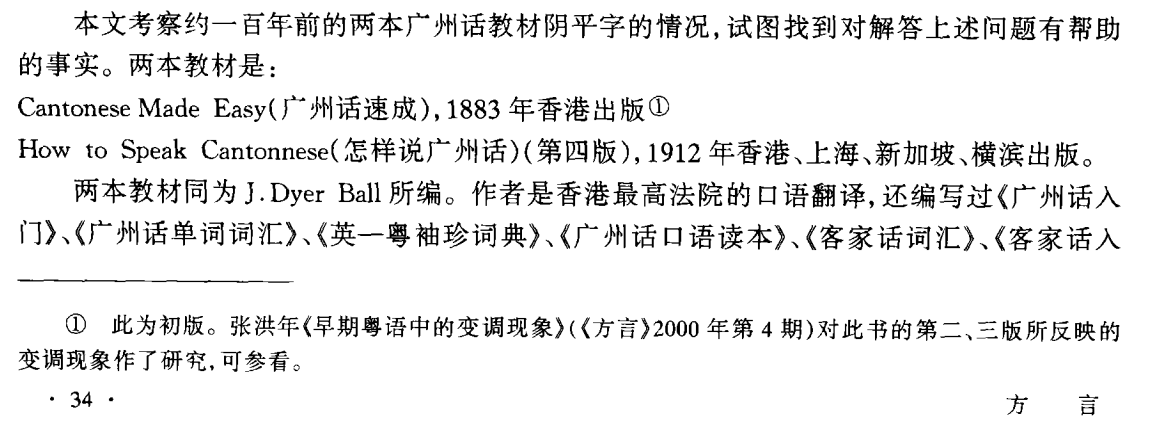 本文考察约一百年前的两本广州话教材阴平字的情况,试图找到对解答上述问题有帮助
的事实。两本教材是:
Cantonese Made Easy(广州话速成),1883 年香港出版①
How to Speak Cantonnese(怎样说广州话)(第四版),1912 年香港、上海、新加坡、横滨出版。
两本教材同为 J.Dyer Ball 所编。作者是香港最高法院的口语翻译,还编写过《广州话入
门》、《广州话单词词汇》、《英一粤袖珍词典》、《广州话口语读本》、《客家话词汇》、《客家话入
① 此为初版。张洪年《早期粤语中的变调现象》(《方言》2000 年第 4 期)对此书的第二、三版所反映的
变调现象作了研究,可参看。
· 34 ·
方 言